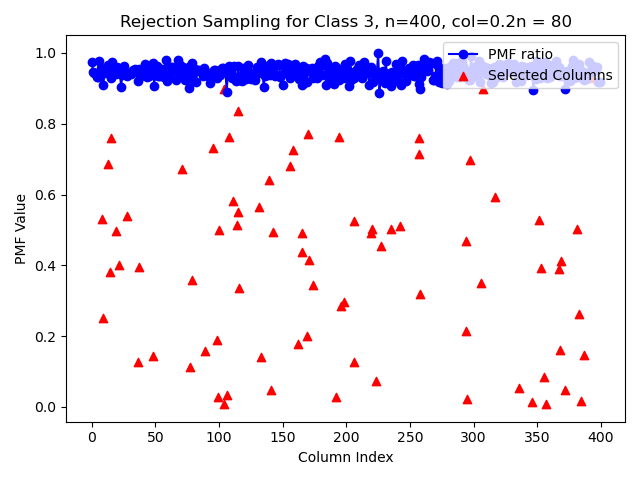 Rejection Sampling for Class 3, n=400, col=0.2n = 80
PMF ratio
Selected Columns
PMF Value
1.0
0.8
0.6
0.4
0.2
0.0
0 50 100 150 200 250 300 350 400
Column Index